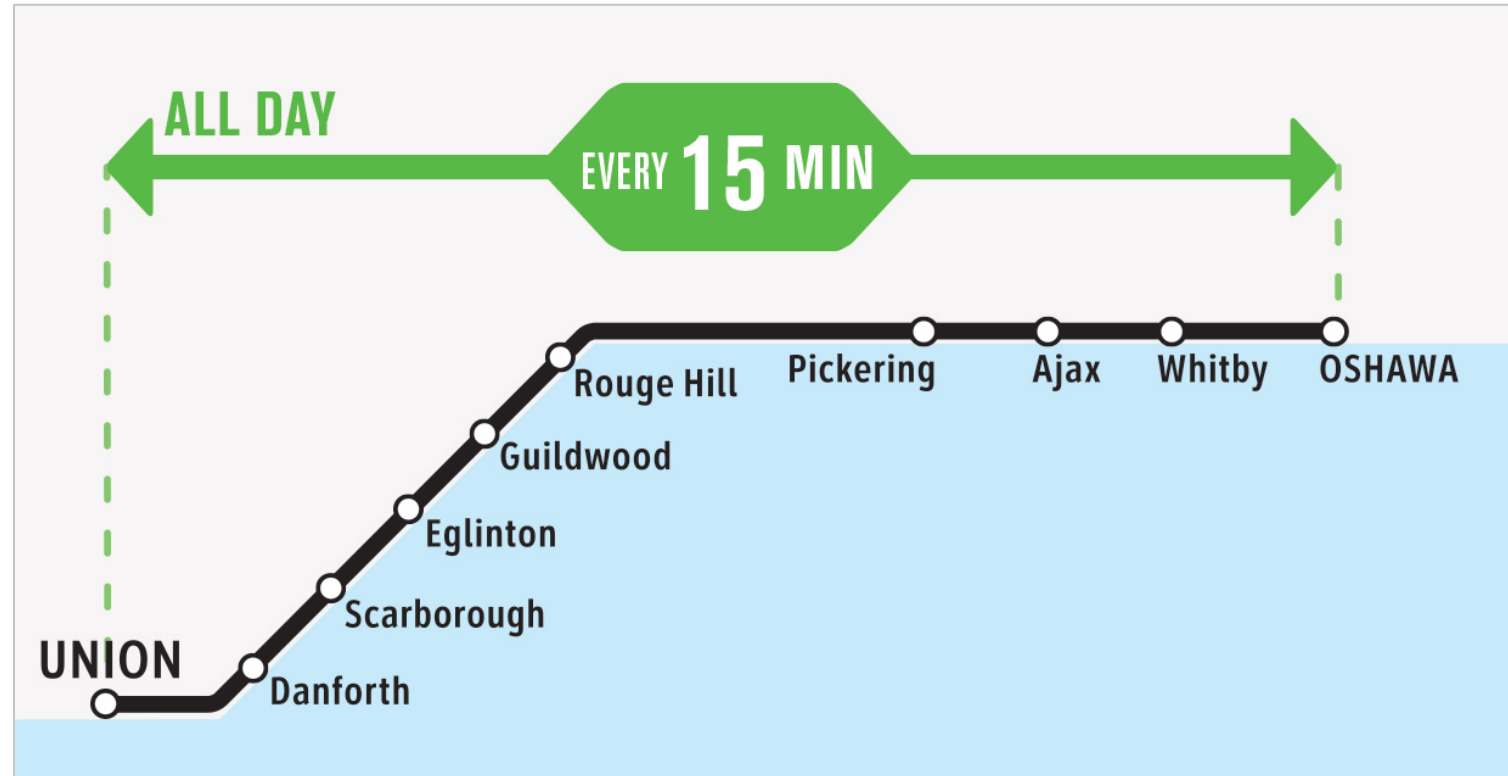 ALL DAY
EVERY 15 MIN
Rouge Hill
Pickering
Ajax
Whitby
OSHAWA
Guildwood
Eglinton
Scarborough
UNION
Danforth